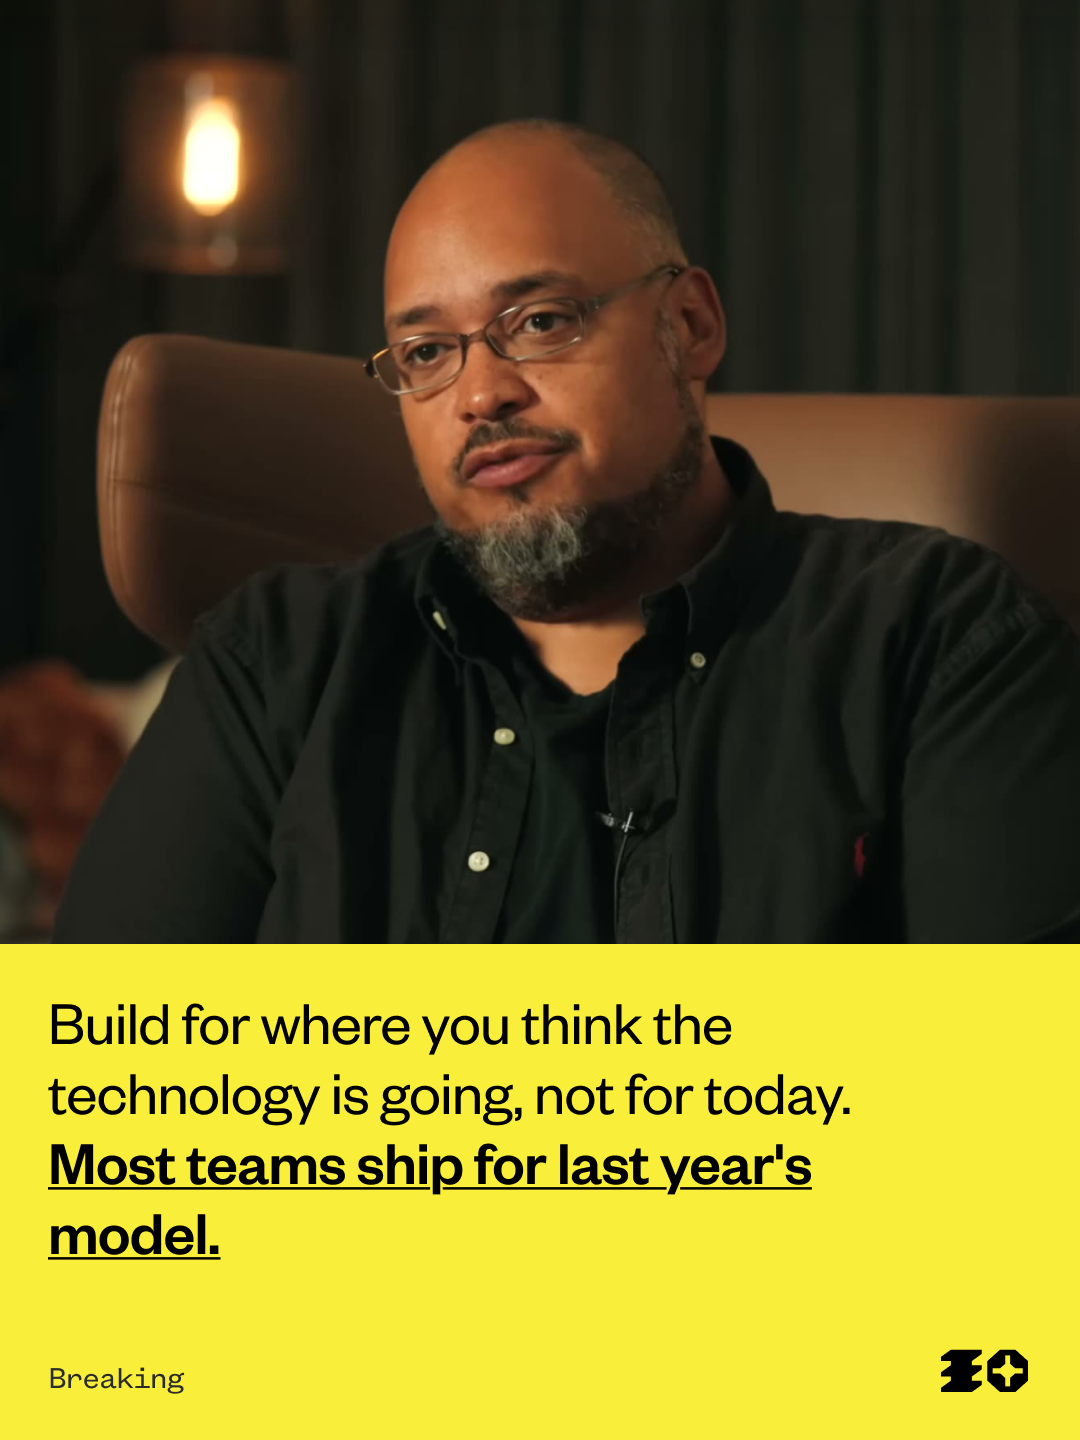 Build for where you think the
technology is going, not for today.
Most teams ship for last year's
model.
Breaking